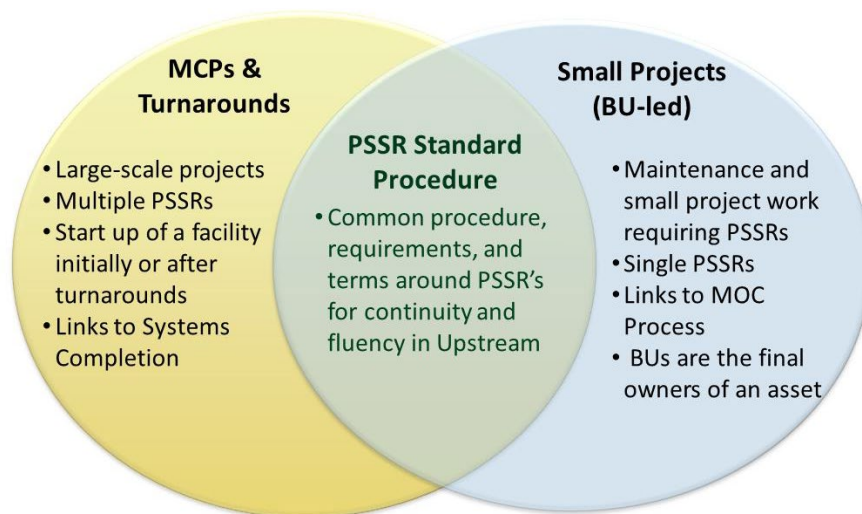 MCPs &
Turnarounds
• Large-scale projects
• Multiple PSSRs
• Start up of a facility
initially or after
turnarounds
• Links to Systems
Completion
PSSR Standard
Procedure
• Common procedure,
requirements, and
terms around PSSR’s
for continuity and
fluency in Upstream
Small Projects
(BU-led)
• Maintenance and
small project work
requiring PSSRs
• Single PSSRs
• Links to MOC
Process
• BUs are the final
owners of an asset